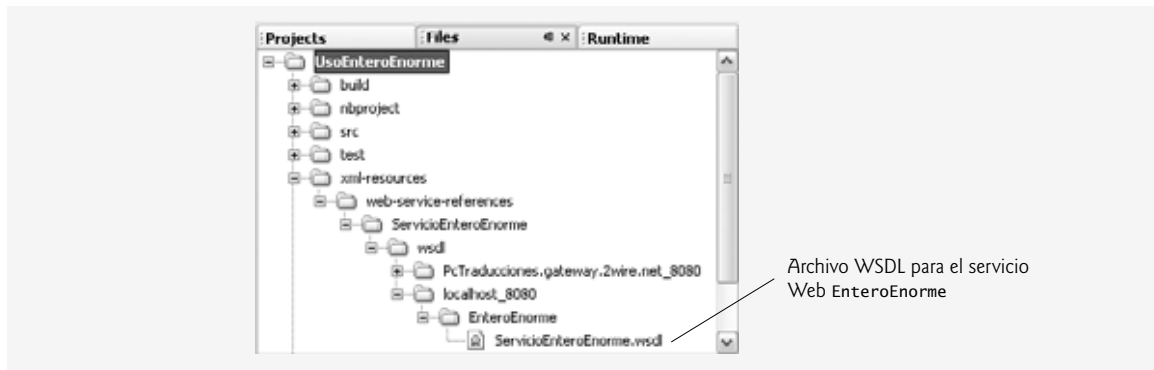 Projects Files Runtime
UsoEnteroEnorme
build
nbproject
src
test
xml-resources
web-service-references
ServicioEnteroEnorme
wsdl
PcTraducciones.gateway.2wire.net_8080
localhost_8080
EnteroEnorme
ServicioEnteroEnorme.wsdl
Archivo WSDL para el servicio
Web EnteroEnorme